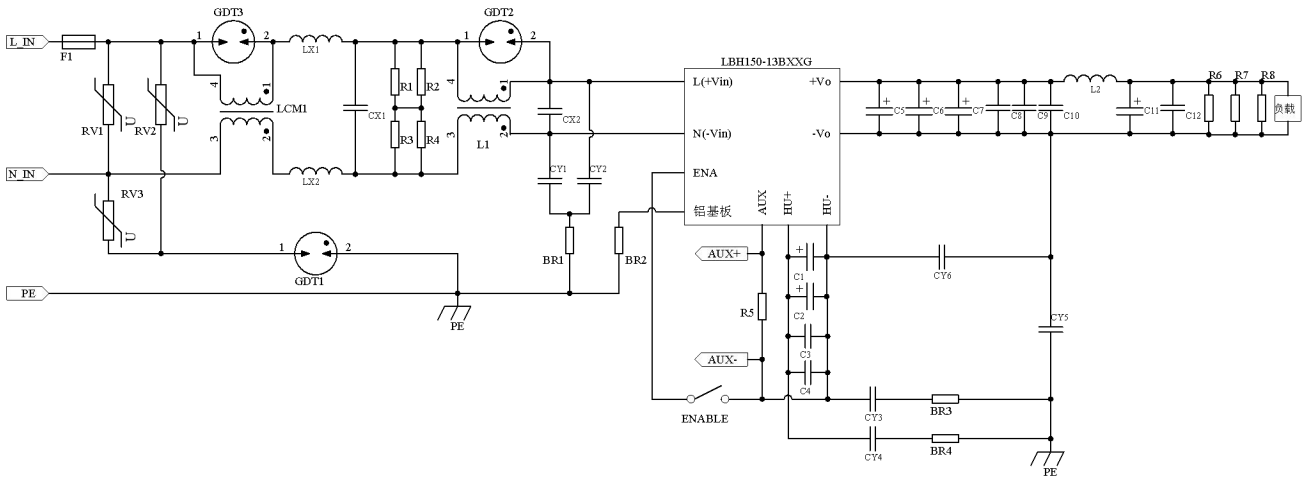 GDT3
GDT2
L_IN
F1
1
2
LX1
1
2
LBH150-13BXXG
4
1
LCM1
RV1
U
RV2
U
3
2
CX1
R1
R2
R3
R4
4
1
3
2
L1
CX2
L(+Vin)
+Vo
N(-Vin)
-Vo
ENA
铝基板
AUX
HU+
HU-
+
C5
+
C6
+
C7
C8
C9
C10
L2
+
C11
C12
R6
R7
R8
负载
N_IN
LX2
CY1
CY2
RV3
U
1
2
GDT1
BR1
BR2
AUX+
+
C1
CY6
PE
PE
R5
+
C2
C3
CY5
AUX-
C4
ENABLE
CY3
BR3
CY4
BR4
PE